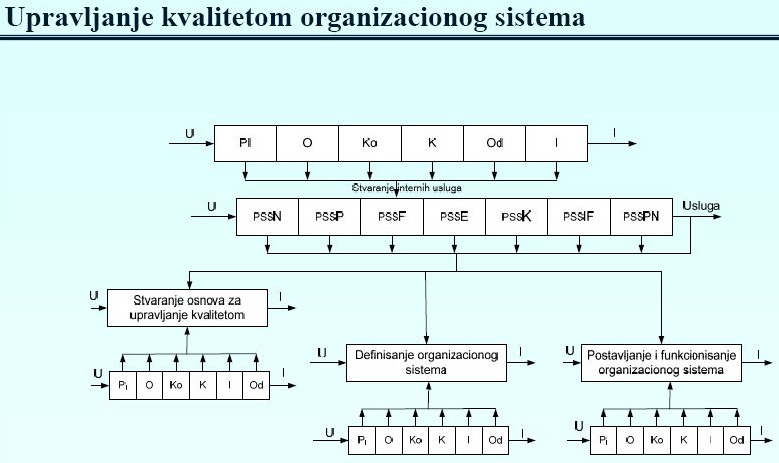 Upravljanje kvalitetom organizacionog sistema
U Pl O Ko K Od I I
Stvaranje internih usluga
U PSSN PSSP PSSF PSSE PSSK PSSIF PSSPN Usluga
U Stvaranje osnova za upravljanje kvalitetom I
U Definisanje organizacionog sistema I
U Postavljanje i funkcionisanje organizacionog sistema I
U Pl O Ko K I Od I
U Pl O Ko K I Od I
U Pl O Ko K I Od I